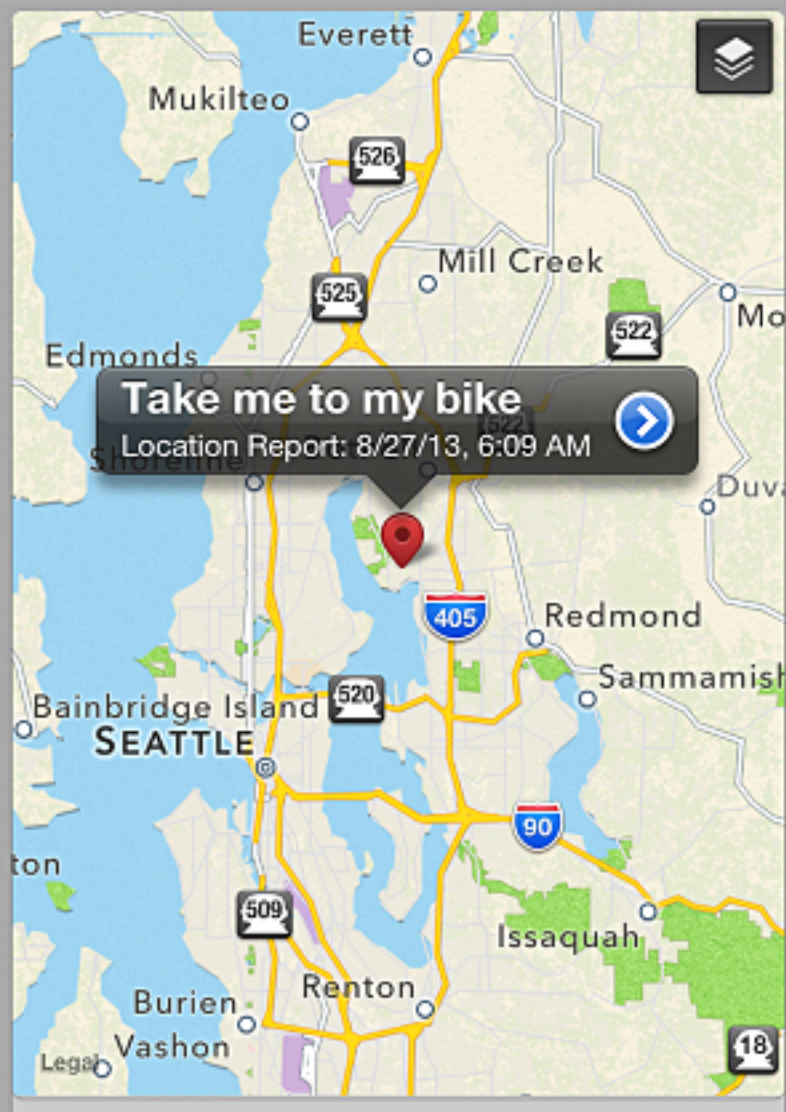 Everett
Mukilteo
526
Mill Creek
525
522
Mo
Edmonds
Take me to my bike
522
Location Report: 8/27/13, 6:09 AM
Shoreline
Duva
405
Redmond
Sammamish
520
Bainbridge Island
SEATTLE
90
ton
509
Issaquah
Renton
Burien
Vashon
18
Legal